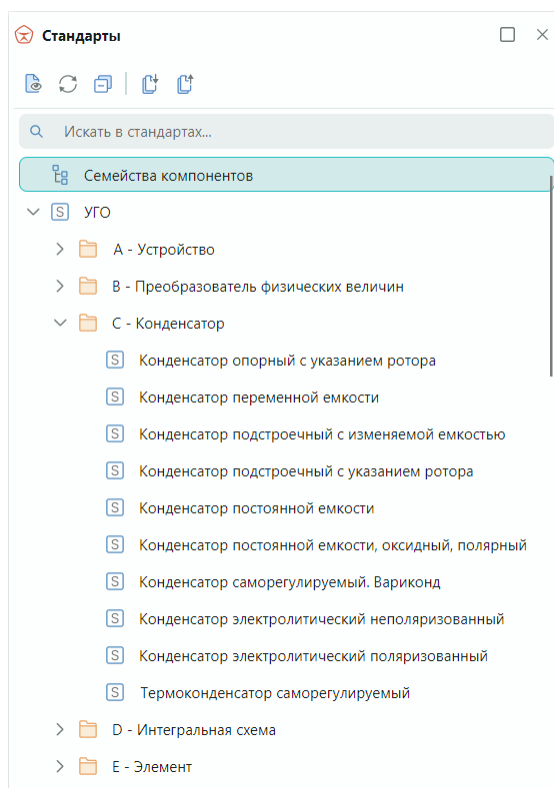 Стандарты
Искать в стандартах...
Семейства компонентов
S УГО
A - Устройство
B - Преобразователь физических величин
C - Конденсатор
S Конденсатор опорный с указанием ротора
S Конденсатор переменной емкости
S Конденсатор подстроечный с изменяемой емкостью
S Конденсатор подстроечный с указанием ротора
S Конденсатор постоянной емкости
S Конденсатор постоянной емкости, оксидный, полярный
S Конденсатор саморегулируемый. Вариконд
S Конденсатор электролитический неполяризованный
S Конденсатор электролитический поляризованный
S Термоконденсатор саморегулируемый
D - Интегральная схема
E - Элемент